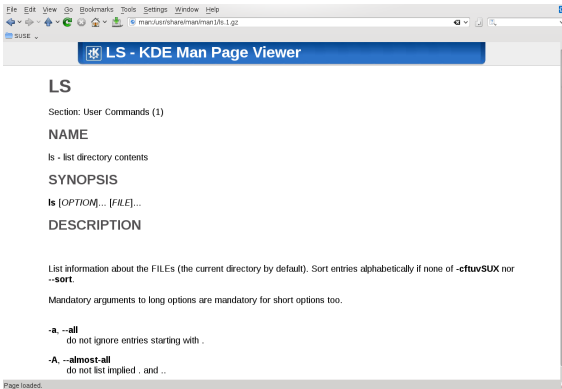 File Edit View Go Bookmarks Tools Settings Window Help
man:/usr/share/man/man1/ls.1.gz
SUSE
LS - KDE Man Page Viewer
LS
Section: User Commands (1)
NAME
ls - list directory contents
SYNOPSIS
ls [OPTION]... [FILE]...
DESCRIPTION
List information about the FILEs (the current directory by default). Sort entries alphabetically if none of -cftuvSUX nor
--sort.
Mandatory arguments to long options are mandatory for short options too.
-a, --all
do not ignore entries starting with .
-A, --almost-all
do not list implied . and ..
Page loaded.